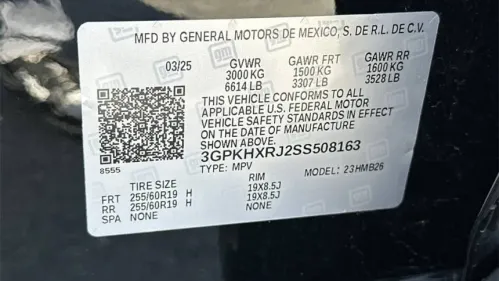 MFD BY GENERAL MOTORS DE MEXICO, S. DE R.L. DE C.V.
03/25 GVWR GAWR FRT GAWR RR
3000 KG 1500 KG 1600 KG
6614 LB 3307 LB 3528 LB
THIS VEHICLE CONFORMS TO ALL
APPLICABLE U.S. FEDERAL MOTOR
VEHICLE SAFETY STANDARDS IN EFFECT
ON THE DATE OF MANUFACTURE
SHOWN ABOVE.
3GPKHXRJ2SS508163
8555 TYPE: MPV MODEL: 23HMB26
TIRE SIZE RIM
FRT 255/60R19 H 19X8.5J
RR 255/60R19 H 19X8.5J
SPA NONE NONE